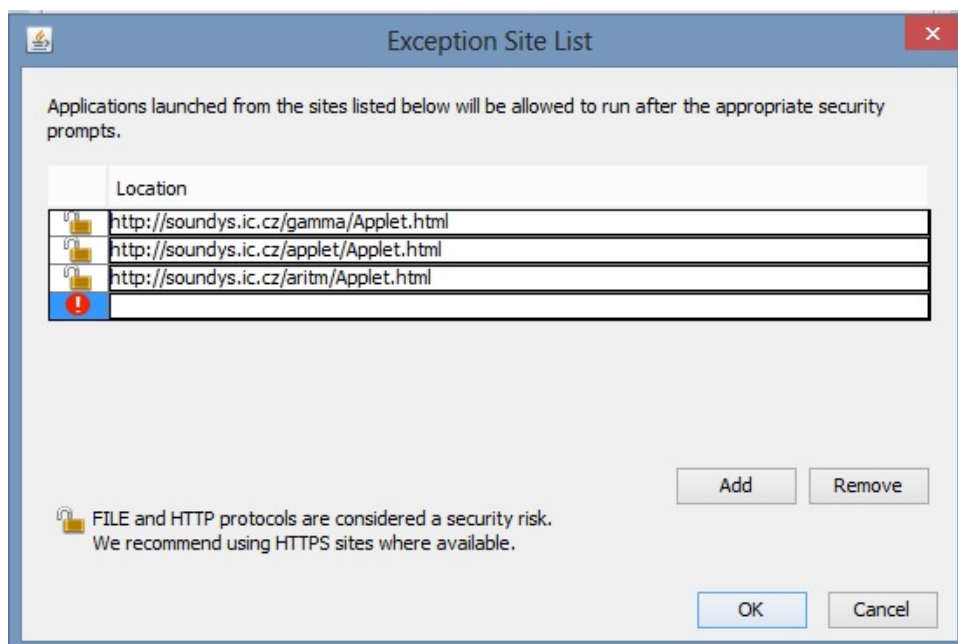 Exception Site List
Applications launched from the sites listed below will be allowed to run after the appropriate security
prompts.
Location
http://soundys.ic.cz/gamma/Applet.html
http://soundys.ic.cz/applet/Applet.html
http://soundys.ic.cz/aritm/Applet.html
Add Remove
FILE and HTTP protocols are considered a security risk.
We recommend using HTTPS sites where available.
OK Cancel